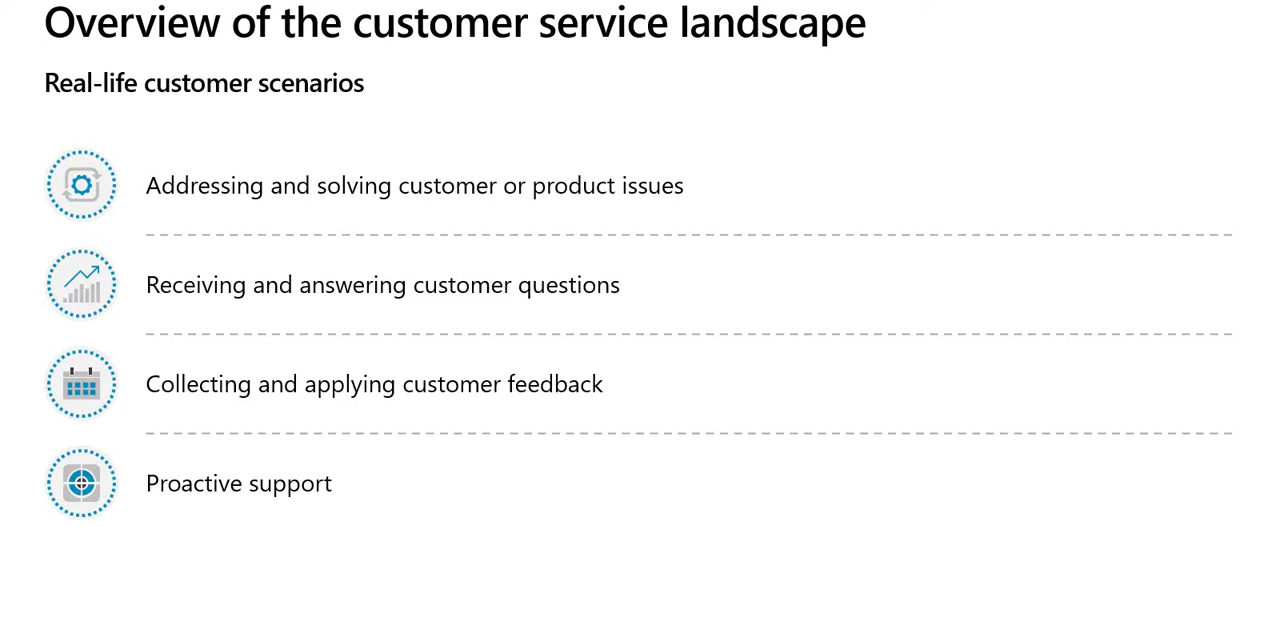 Overview of the customer service landscape
Real-life customer scenarios
Addressing and solving customer or product issues
Receiving and answering customer questions
Collecting and applying customer feedback
Proactive support